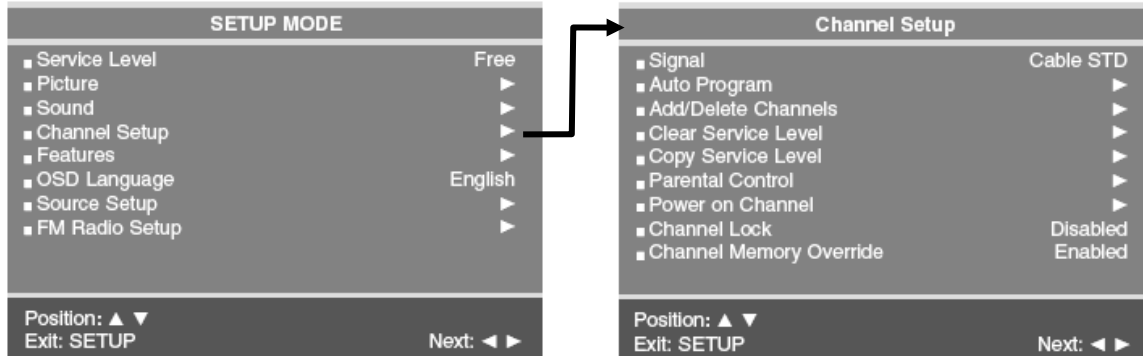 SETUP MODE
Service Level Free
Picture ►
Sound ►
Channel Setup ►
Features ►
OSD Language English
Source Setup ►
FM Radio Setup ►
Position: ▲ ▼
Exit: SETUP Next: ◄ ►
Channel Setup
Signal Cable STD
Auto Program ►
Add/Delete Channels ►
Clear Service Level ►
Copy Service Level ►
Parental Control ►
Power on Channel ►
Channel Lock Disabled
Channel Memory Override Enabled
Position: ▲ ▼
Exit: SETUP Next: ◄ ►